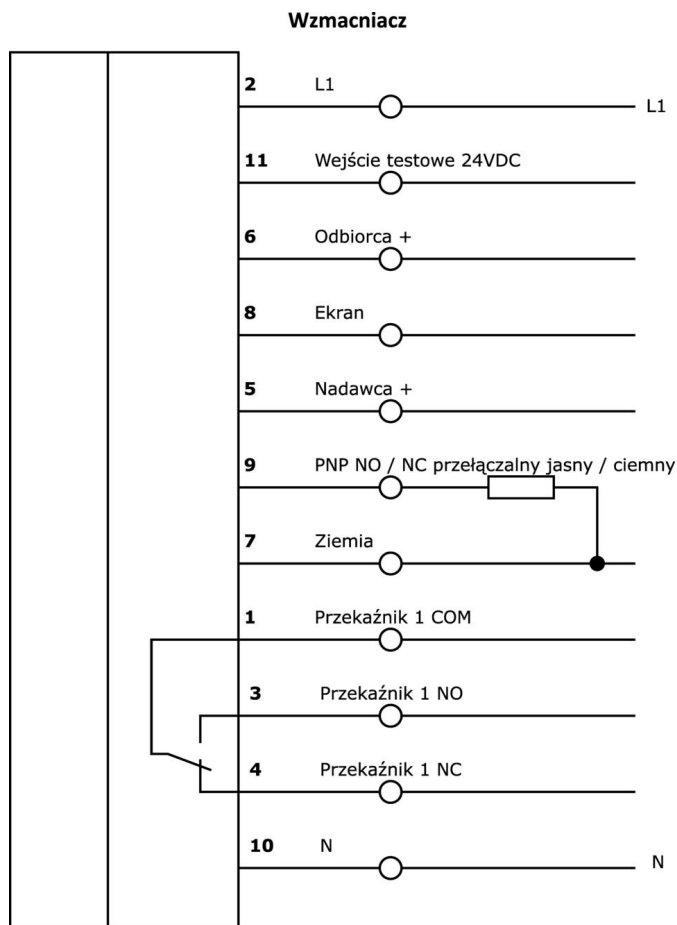 Wzmacniacz
2 L1
L1
11 Wejście testowe 24VDC
6 Odbiorca +
8 Ekran
5 Nadawca +
9 PNP NO / NC przełączalny jasny / ciemny
7 Ziemia
1 Przekaźnik 1 COM
3 Przekaźnik 1 NO
4 Przekaźnik 1 NC
10 N
N